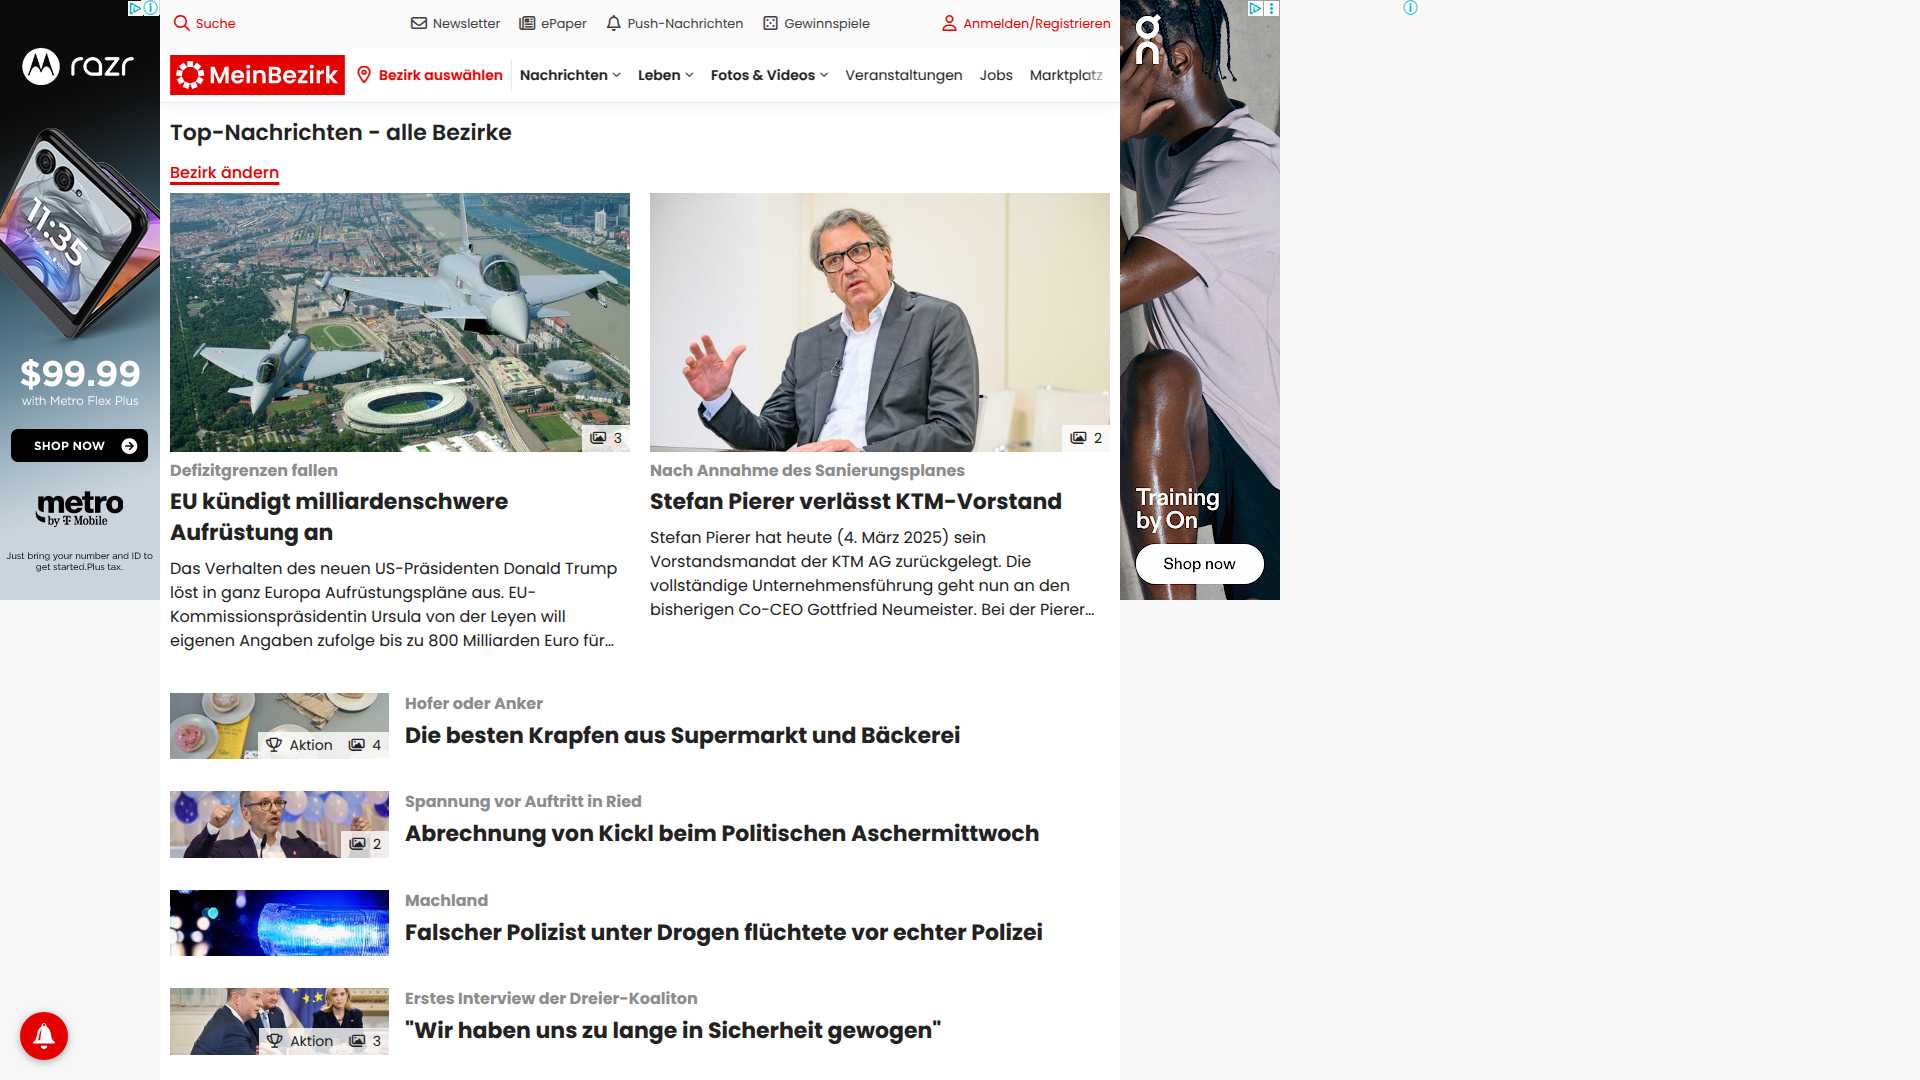 Suche
Newsletter
ePaper
Push-Nachrichten
Gewinnspiele
Anmelden/Registrieren
MeinBezirk
Bezirk auswählen
Nachrichten
Leben
Fotos & Videos
Veranstaltungen
Jobs
Marktplatz
Top-Nachrichten - alle Bezirke
Bezirk ändern
3
Defizitgrenzen fallen
EU kündigt milliardenschwere
Aufrüstung an
Das Verhalten des neuen US-Präsidenten Donald Trump
löst in ganz Europa Aufrüstungspläne aus. EU-
Kommissionspräsidentin Ursula von der Leyen will
eigenen Angaben zufolge bis zu 800 Milliarden Euro für...
2
Nach Annahme des Sanierungsplanes
Stefan Pierer verlässt KTM-Vorstand
Stefan Pierer hat heute (4. März 2025) sein
Vorstandsmandat der KTM AG zurückgelegt. Die
vollständige Unternehmensführung geht nun an den
bisherigen Co-CEO Gottfried Neumeister. Bei der Pierer...
Aktion 4
Hofer oder Anker
Die besten Krapfen aus Supermarkt und Bäckerei
2
Spannung vor Auftritt in Ried
Abrechnung von Kickl beim Politischen Aschermittwoch
Machland
Falscher Polizist unter Drogen flüchtete vor echter Polizei
Aktion 3
Erstes Interview der Dreier-Koaliton
"Wir haben uns zu lange in Sicherheit gewogen"
razr
11:35
$99.99
with Metro Flex Plus
SHOP NOW
metro
by T Mobile
Just bring your number and ID to
get started.Plus tax.
on
Training
by On
Shop now